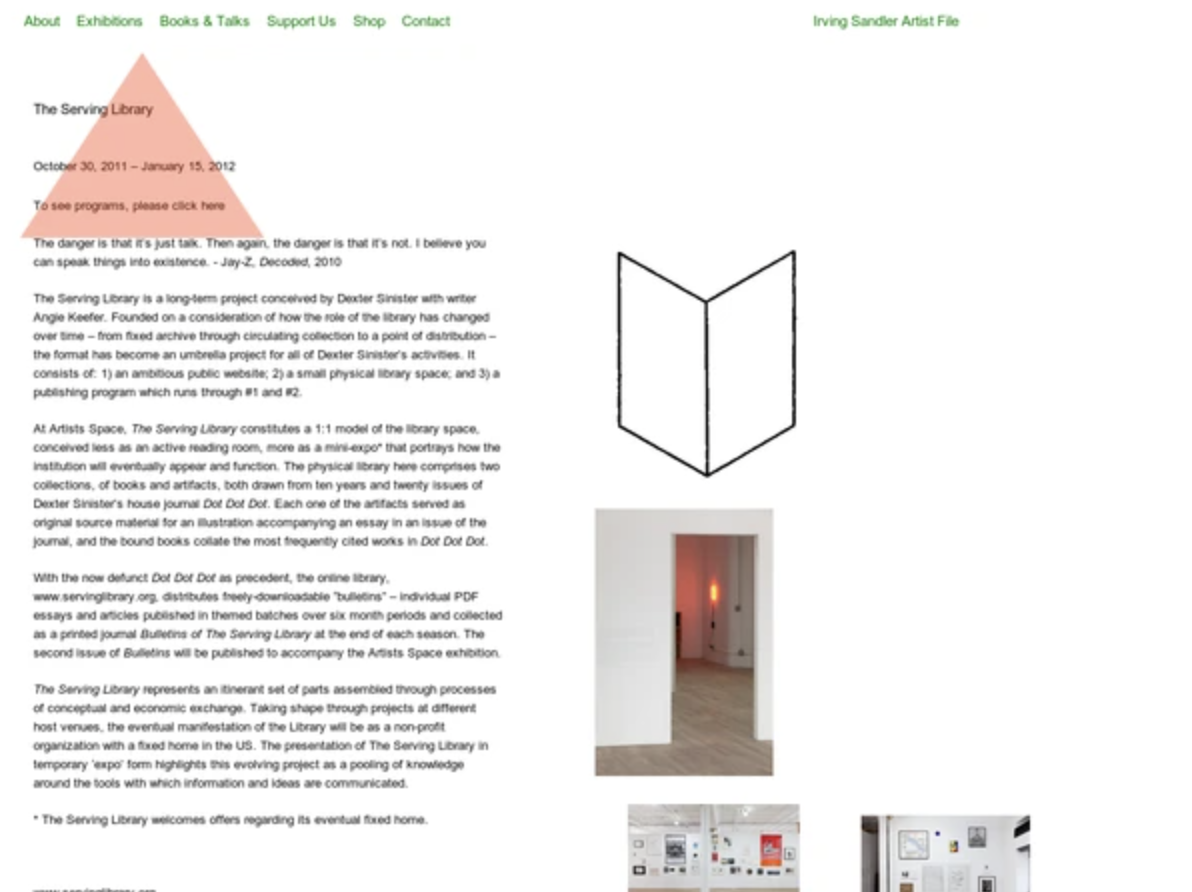 About Exhibitions Books & Talks Support Us Shop Contact
Irving Sandler Artist File
The Serving Library
October 30, 2011 – January 15, 2012
To see programs, please click here
The danger is that it's just talk. Then again, the danger is that it's not. I believe you
can speak things into existence. - Jay-Z, Decoded, 2010
The Serving Library is a long-term project conceived by Dexter Sinister with writer
Angie Keefer. Founded on a consideration of how the role of the library has changed
over time – from fixed archive through circulating collection to a point of distribution –
the format has become an umbrella project for all of Dexter Sinister's activities. It
consists of: 1) an ambitious public website; 2) a small physical library space; and 3) a
publishing program which runs through #1 and #2.
At Artists Space, The Serving Library constitutes a 1:1 model of the library space,
conceived less as an active reading room, more as a mini-expo* that portrays how the
institution will eventually appear and function. The physical library here comprises two
collections, of books and artifacts, both drawn from ten years and twenty issues of
Dexter Sinister's house journal Dot Dot Dot. Each one of the artifacts served as
original source material for an illustration accompanying an essay in an issue of the
journal, and the bound books collate the most frequently cited works in Dot Dot Dot.
With the now defunct Dot Dot Dot as precedent, the online library,
www.servinglibrary.org, distributes freely-downloadable "bulletins" – individual PDF
essays and articles published in themed batches over six month periods and collected
as a printed journal Bulletins of The Serving Library at the end of each season. The
second issue of Bulletins will be published to accompany the Artists Space exhibition.
The Serving Library represents an itinerant set of parts assembled through processes
of conceptual and economic exchange. Taking shape through projects at different
host venues, the eventual manifestation of the Library will be as a non-profit
organization with a fixed home in the US. The presentation of The Serving Library in
temporary 'expo' form highlights this evolving project as a pooling of knowledge
around the tools with which information and ideas are communicated.
* The Serving Library welcomes offers regarding its eventual fixed home.
www.servinglibrary.org